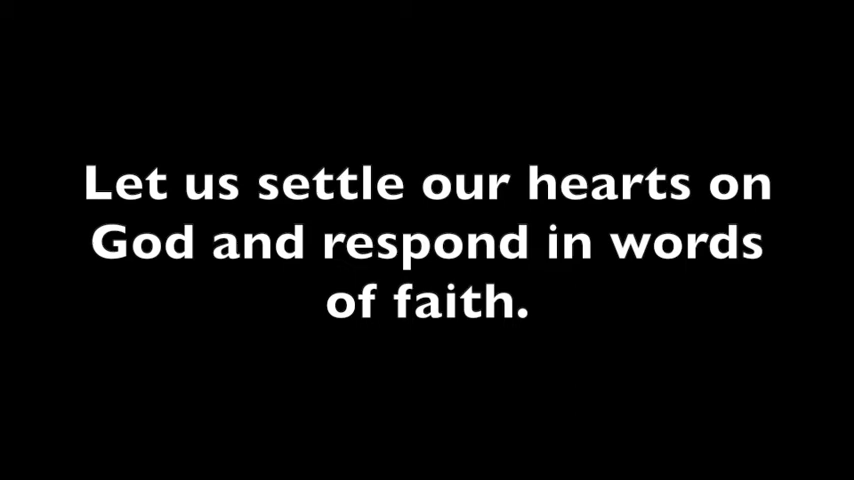 Let us settle our hearts on
God and respond in words
of faith.